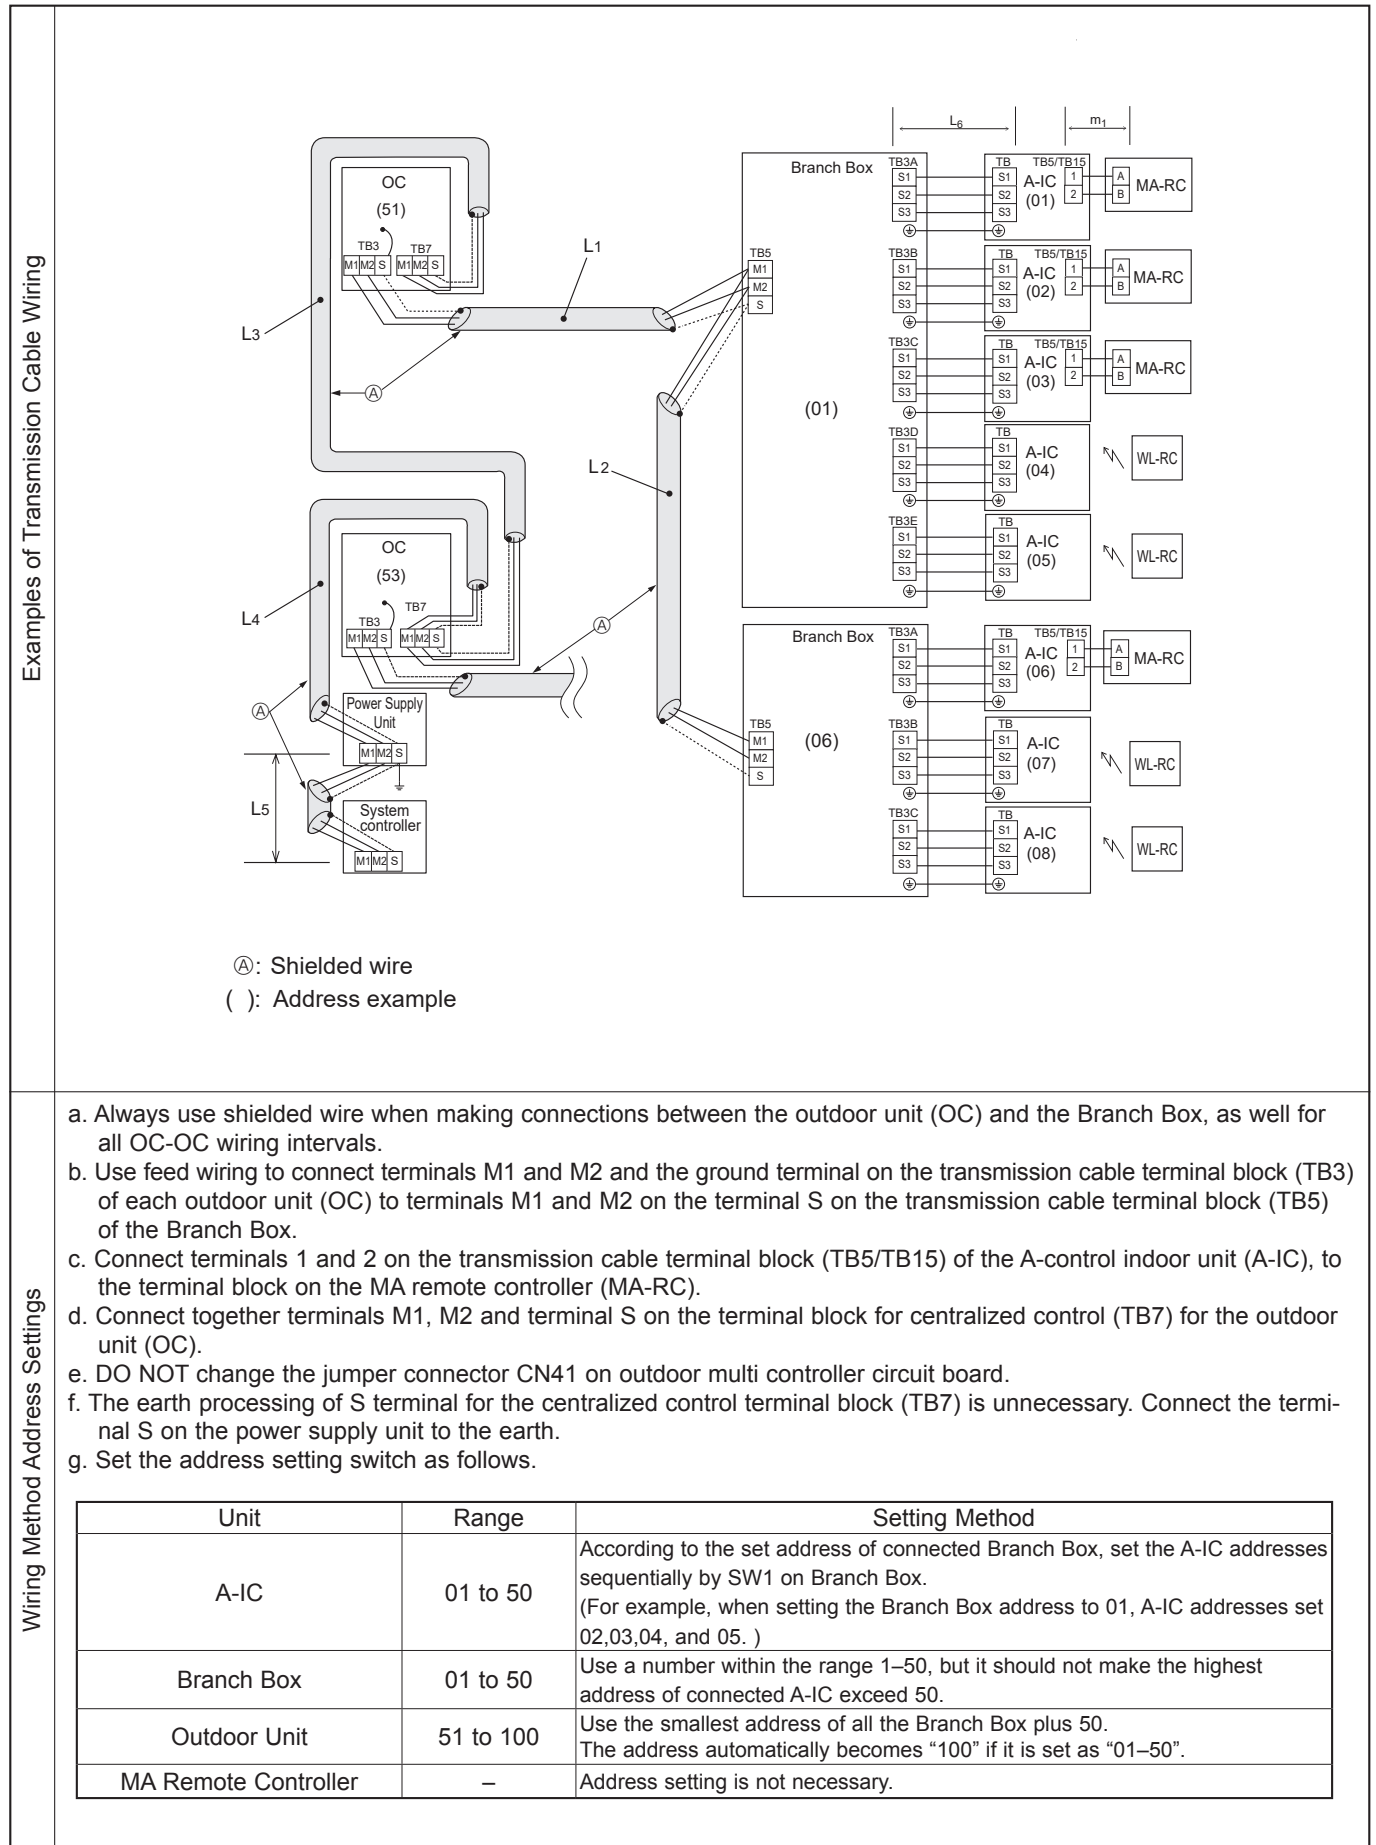 Examples of Transmission Cable Wiring
L6
m1
OC
(51)
TB3
TB7
M1 M2 S
M1 M2 S
L1
L3
Ⓐ
L2
OC
(53)
TB7
TB3
M1 M2 S
M1 M2 S
L4
Ⓐ
Ⓐ
Power Supply
Unit
M1 M2 S
L5
System
controller
M1 M2 S
Branch Box
(01)
TB5
M1
M2
S
TB3A
S1
S2
S3
TB
S1
S2
S3
A-IC
(01)
TB5/TB15
1
2
A
B
MA-RC
TB3B
S1
S2
S3
TB
S1
S2
S3
A-IC
(02)
TB5/TB15
1
2
A
B
MA-RC
TB3C
S1
S2
S3
TB
S1
S2
S3
A-IC
(03)
TB5/TB15
1
2
A
B
MA-RC
TB3D
S1
S2
S3
TB
S1
S2
S3
A-IC
(04)
WL-RC
TB3E
S1
S2
S3
TB
S1
S2
S3
A-IC
(05)
WL-RC
Branch Box
(06)
TB5
M1
M2
S
TB3A
S1
S2
S3
TB
S1
S2
S3
A-IC
(06)
TB5/TB15
1
2
A
B
MA-RC
TB3B
S1
S2
S3
TB
S1
S2
S3
A-IC
(07)
WL-RC
TB3C
S1
S2
S3
TB
S1
S2
S3
A-IC
(08)
WL-RC
Ⓐ: Shielded wire
( ): Address example
Wiring Method Address Settings
a. Always use shielded wire when making connections between the outdoor unit (OC) and the Branch Box, as well for
all OC-OC wiring intervals.
b. Use feed wiring to connect terminals M1 and M2 and the ground terminal on the transmission cable terminal block (TB3)
of each outdoor unit (OC) to terminals M1 and M2 on the terminal S on the transmission cable terminal block (TB5)
of the Branch Box.
c. Connect terminals 1 and 2 on the transmission cable terminal block (TB5/TB15) of the A-control indoor unit (A-IC), to
the terminal block on the MA remote controller (MA-RC).
d. Connect together terminals M1, M2 and terminal S on the terminal block for centralized control (TB7) for the outdoor
unit (OC).
e. DO NOT change the jumper connector CN41 on outdoor multi controller circuit board.
f. The earth processing of S terminal for the centralized control terminal block (TB7) is unnecessary. Connect the termi-
nal S on the power supply unit to the earth.
g. Set the address setting switch as follows.
Unit Range Setting Method
A-IC 01 to 50 According to the set address of connected Branch Box, set the A-IC addresses
sequentially by SW1 on Branch Box.
(For example, when setting the Branch Box address to 01, A-IC addresses set
02,03,04, and 05. )
Branch Box 01 to 50 Use a number within the range 1–50, but it should not make the highest
address of connected A-IC exceed 50.
Outdoor Unit 51 to 100 Use the smallest address of all the Branch Box plus 50.
The address automatically becomes “100” if it is set as “01–50”.
MA Remote Controller – Address setting is not necessary.